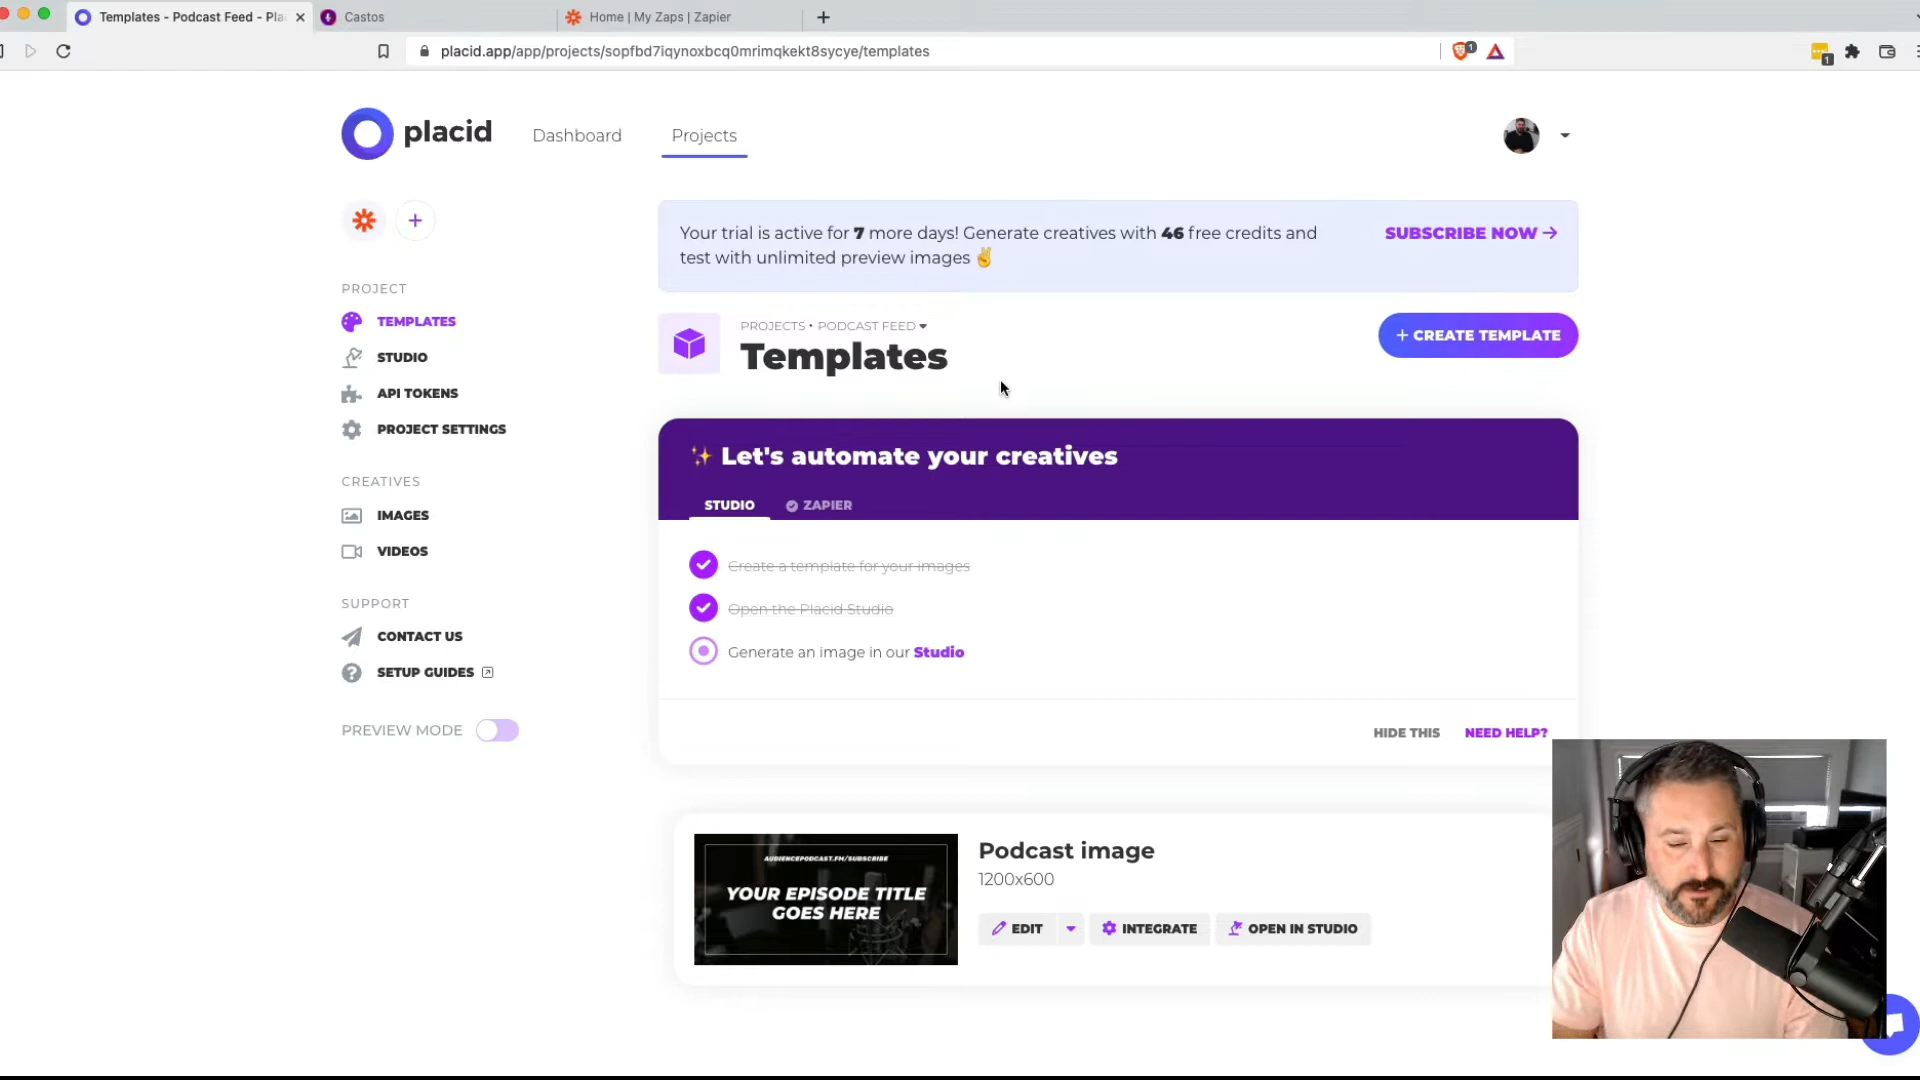 Templates - Podcast Feed - Pla
Castos
Home | My Zaps | Zapier
placid.app/app/projects/sopfbd7iqynoxbcq0mrimqkekt8sycye/templates
1
1
placid
Dashboard
Projects
Your trial is active for 7 more days! Generate creatives with 46 free credits and
test with unlimited preview images ✌
SUBSCRIBE NOW →
PROJECT
TEMPLATES
STUDIO
API TOKENS
PROJECT SETTINGS
CREATIVES
IMAGES
VIDEOS
SUPPORT
CONTACT US
SETUP GUIDES
PREVIEW MODE
PROJECTS • PODCAST FEED
Templates
+ CREATE TEMPLATE
✨ Let's automate your creatives
STUDIO
ZAPIER
Create a template for your images
Open the Placid Studio
Generate an image in our Studio
HIDE THIS
NEED HELP?
AUDIENCEPODCAST.FM/SUBSCRIBE
YOUR EPISODE TITLE
GOES HERE
Podcast image
1200x600
EDIT
INTEGRATE
OPEN IN STUDIO